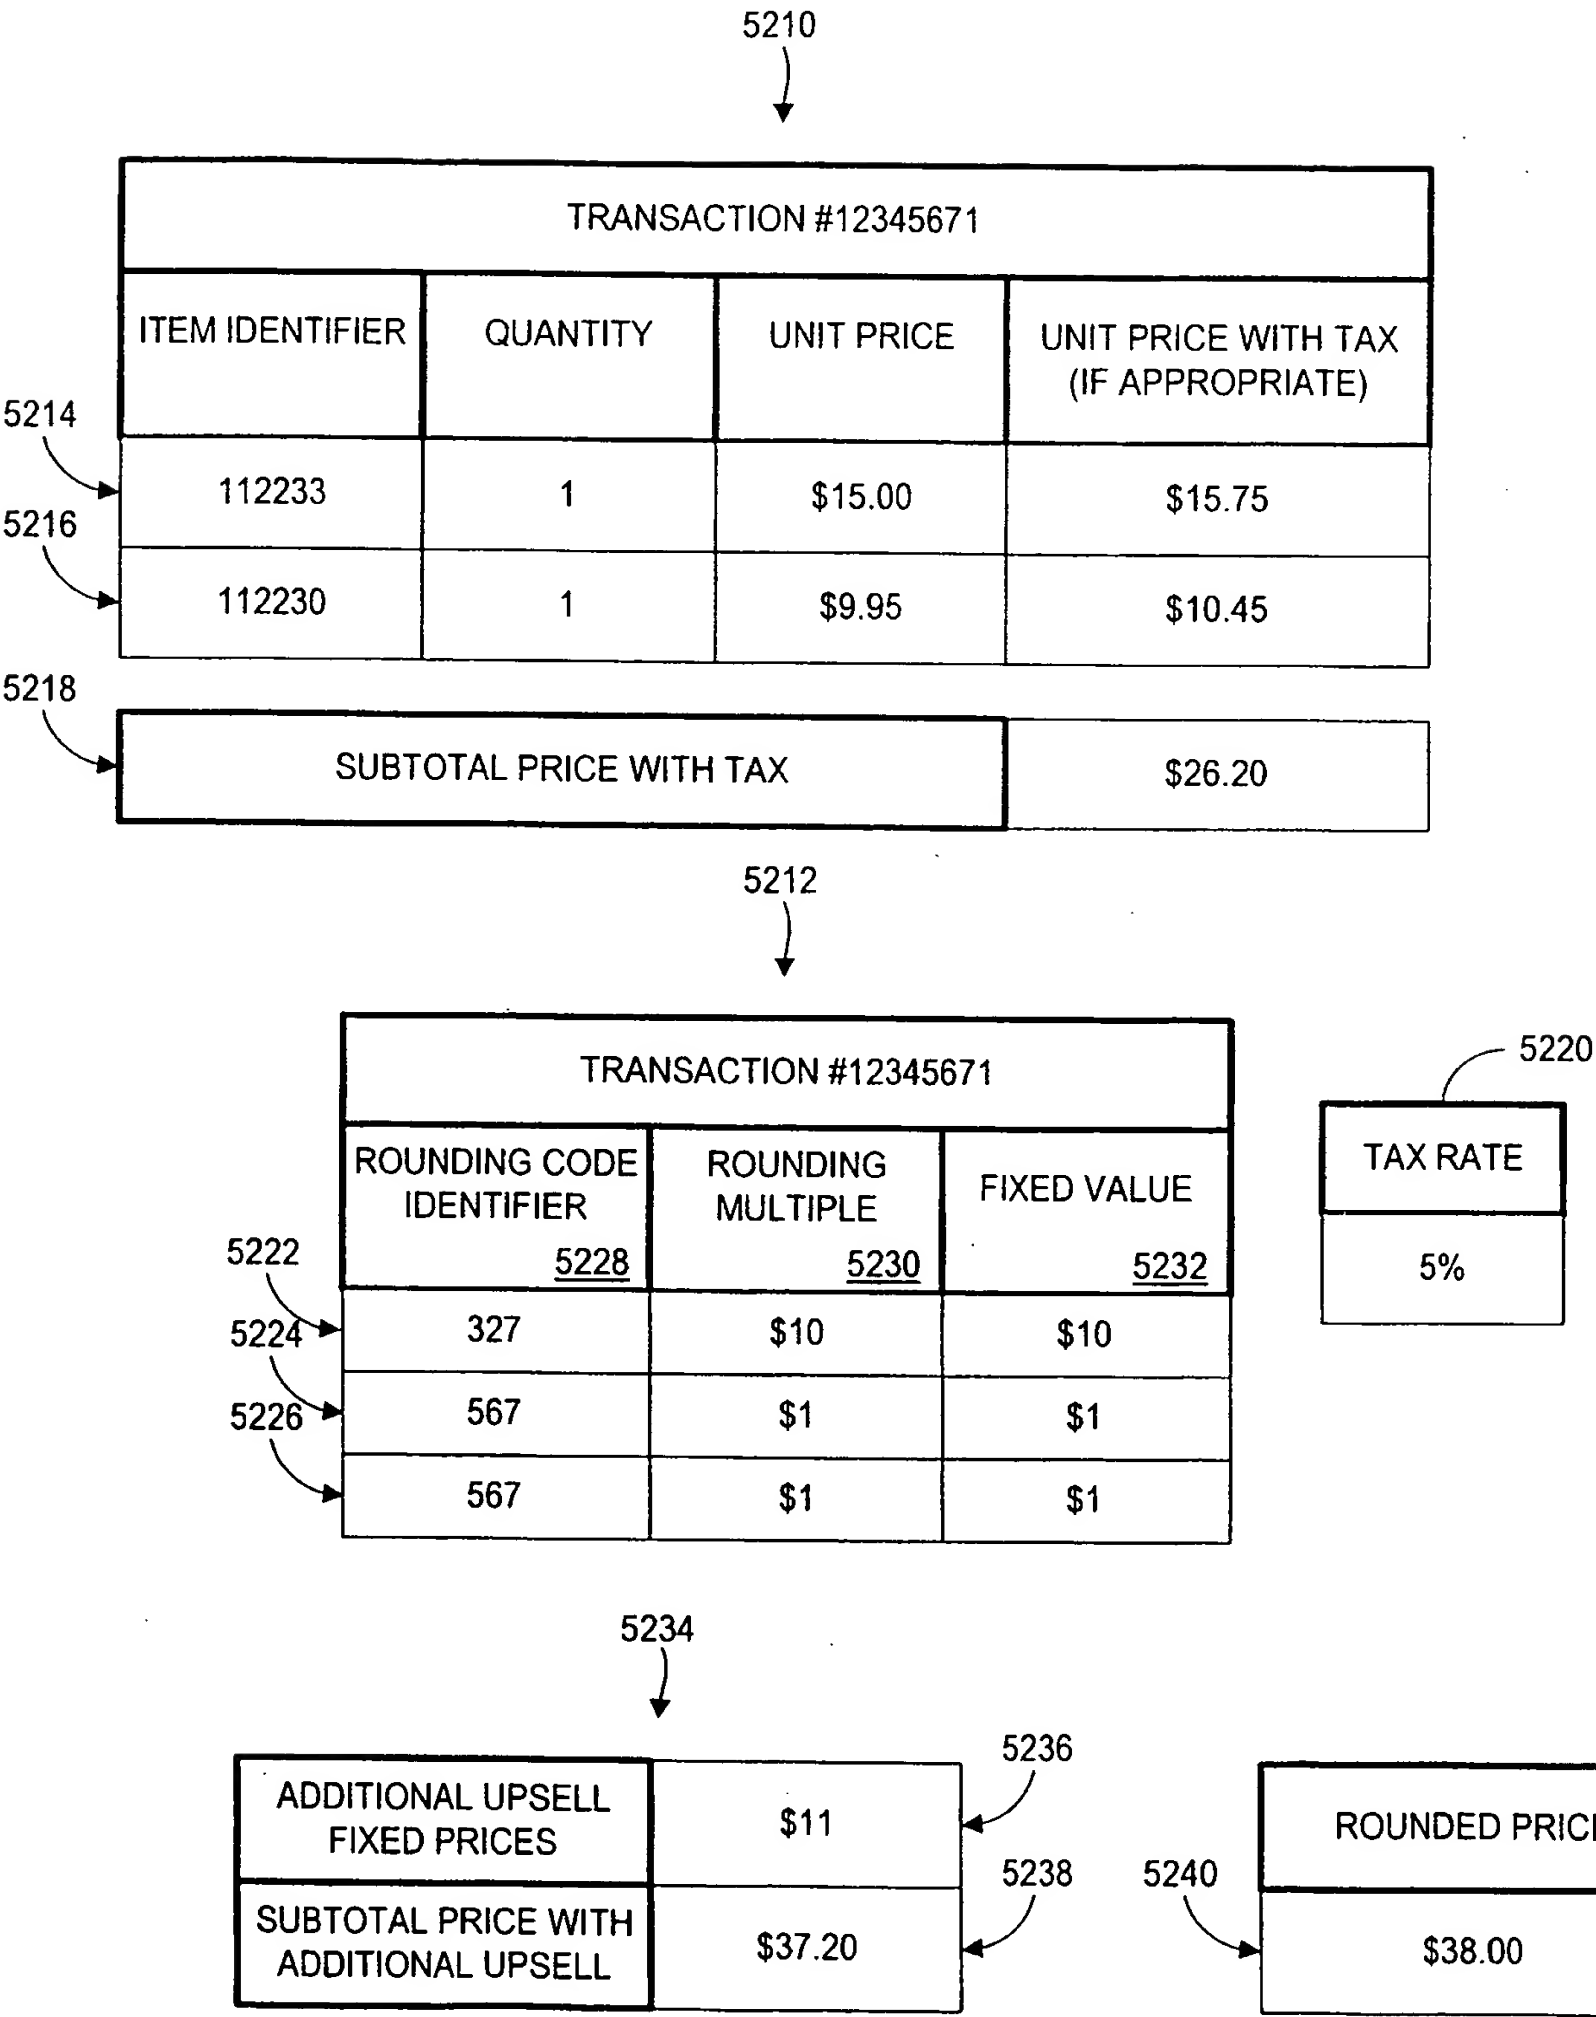 5210
TRANSACTION #12345671
ITEM IDENTIFIER
QUANTITY
UNIT PRICE
UNIT PRICE WITH TAX
(IF APPROPRIATE)
5214
112233
1
$15.00
$15.75
5216
112230
1
$9.95
$10.45
5218
SUBTOTAL PRICE WITH TAX
$26.20
5212
TRANSACTION #12345671
ROUNDING CODE
IDENTIFIER
5228
ROUNDING
MULTIPLE
5230
FIXED VALUE
5232
5220
TAX RATE
5%
5222
327
$10
$10
5224
567
$1
$1
5226
567
$1
$1
5234
ADDITIONAL UPSELL
FIXED PRICES
$11
5236
SUBTOTAL PRICE WITH
ADDITIONAL UPSELL
$37.20
5238
ROUNDED
5240
$38.00